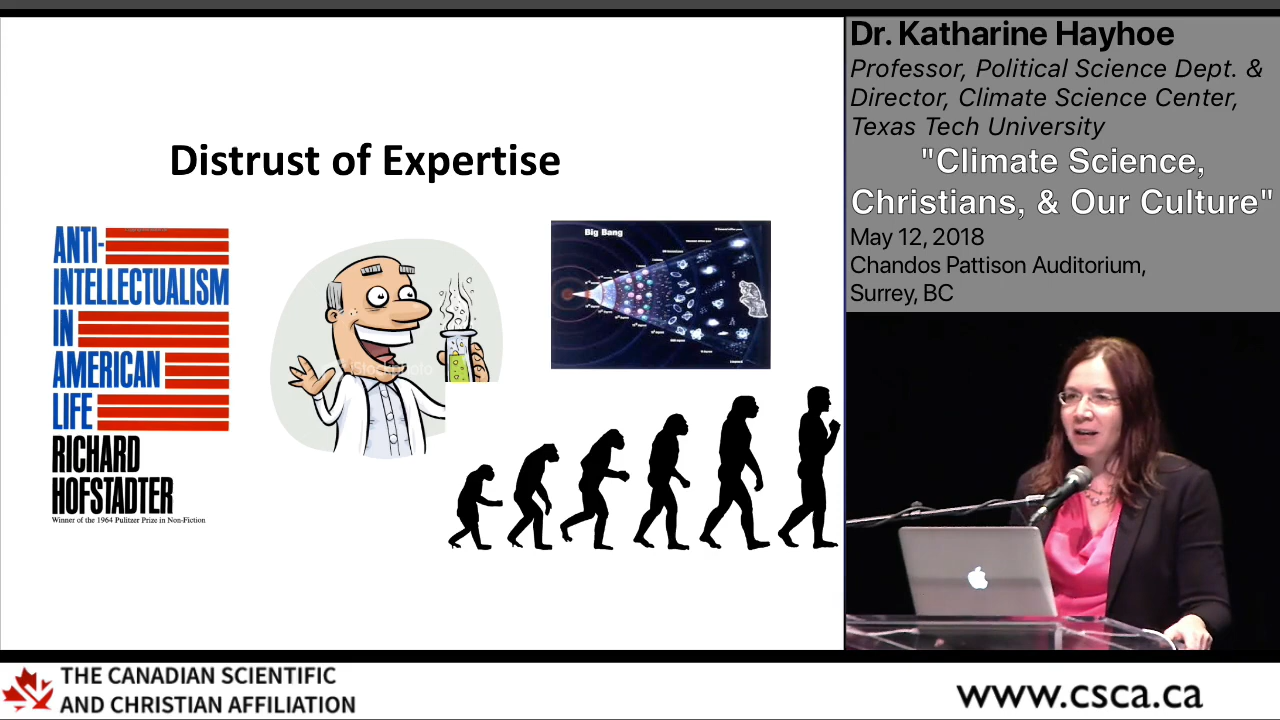 Distrust of Expertise
ANTI-
INTELLECTUALISM
IN
AMERICAN
LIFE
RICHARD
HOFSTADTER
Winner of the 1964 Pulitzer Prize in Non-Fiction
iStockphoto
Big Bang
Dr. Katharine Hayhoe
Professor, Political Science Dept. &
Director, Climate Science Center,
Texas Tech University
"Climate Science,
Christians, & Our Culture"
May 12, 2018
Chandos Pattison Auditorium,
Surrey, BC
THE CANADIAN SCIENTIFIC
AND CHRISTIAN AFFILIATION
www.csca.ca